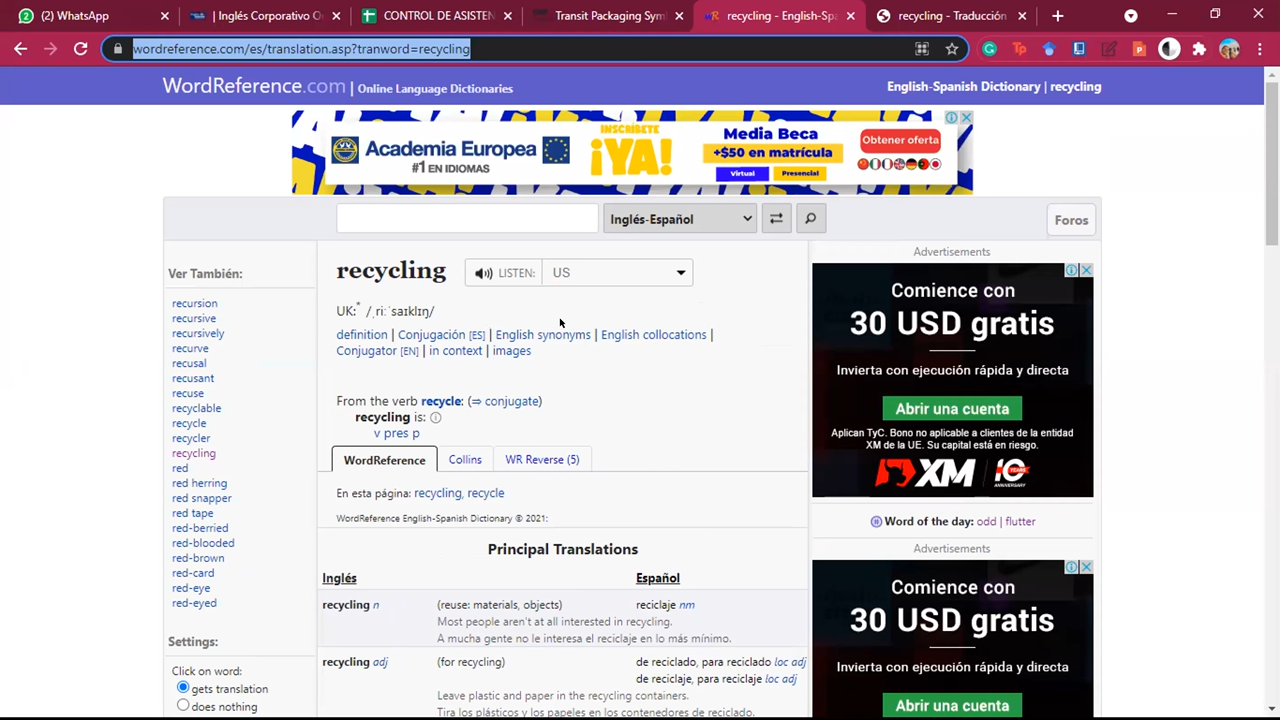 (2) WhatsApp
| Inglés Corporativo O
CONTROL DE ASISTEN
Transit Packaging Sym
recycling - English-Spa
recycling - Traducción
wordreference.com/es/translation.asp?tranword=recycling
WordReference.com | Online Language Dictionaries
English-Spanish Dictionary | recycling
Academia Europea
#1 EN IDIOMAS
INSCRÍBETE
¡YA!
Media Beca
+$50 en matrícula
Virtual
Presencial
Obtener oferta
Inglés-Español
Foros
Ver También:
recursion
recursive
recursively
recurve
recusal
recusant
recuse
recyclable
recycle
recycler
recycling
red
red herring
red snapper
red tape
red-berried
red-blooded
red-brown
red-card
red-eye
red-eyed
Settings:
Click on word:
gets translation
does nothing
recycling
LISTEN:
US
UK:* /ˌriːˈsaɪklɪŋ/
definition | Conjugación [ES] | English synonyms | English collocations |
Conjugator [EN] | in context | images
From the verb recycle: (⇒ conjugate)
recycling is:
v pres p
WordReference
Collins
WR Reverse (5)
En esta página: recycling, recycle
WordReference English-Spanish Dictionary © 2021:
Principal Translations
Inglés
Español
recycling n (reuse: materials, objects) reciclaje nm
Most people aren't at all interested in recycling.
A mucha gente no le interesa el reciclaje en lo más mínimo.
recycling adj (for recycling) de reciclado, para reciclado loc adj
de reciclaje, para reciclaje loc adj
Leave plastic and paper in the recycling containers.
Tira los plásticos y los papeles en los contenedores de reciclado.
Advertisements
Comience con
30 USD gratis
Invierta con ejecución rápida y directa
Abrir una cuenta
Aplican TyC. Bono no aplicable a clientes de la entidad
XM de la UE. Su capital está en riesgo.
XM
10
YEARS
ANNIVERSARY
Word of the day: odd | flutter
Advertisements
Comience con
30 USD gratis
Invierta con ejecución rápida y directa
Abrir una cuenta